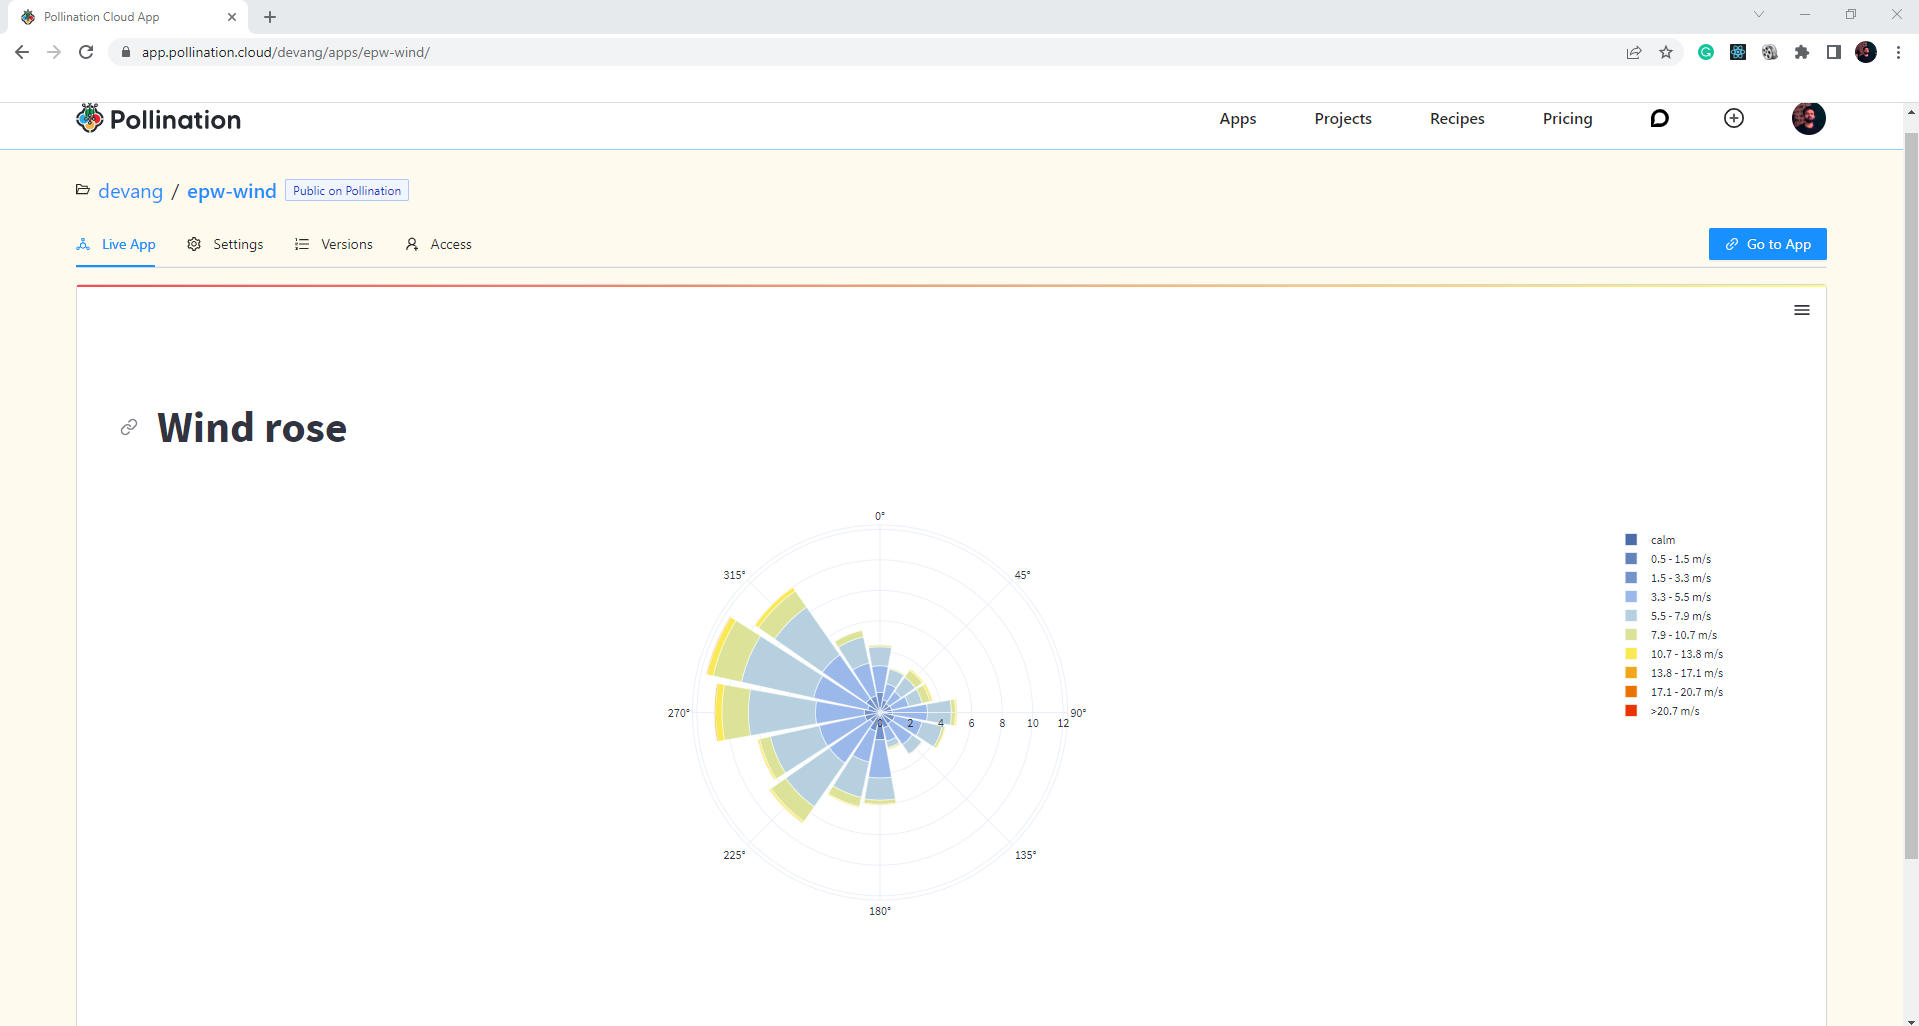 Pollination Cloud App
app.pollination.cloud/devang/apps/epw-wind/
Pollination
Apps Projects Recipes Pricing
devang / epw-wind Public on Pollination
Live App Settings Versions Access Go to App
Wind rose
0°
45°
90°
135°
180°
225°
270°
315°
0 2 4 6 8 10 12
calm
0.5 - 1.5 m/s
1.5 - 3.3 m/s
3.3 - 5.5 m/s
5.5 - 7.9 m/s
7.9 - 10.7 m/s
10.7 - 13.8 m/s
13.8 - 17.1 m/s
17.1 - 20.7 m/s
>20.7 m/s